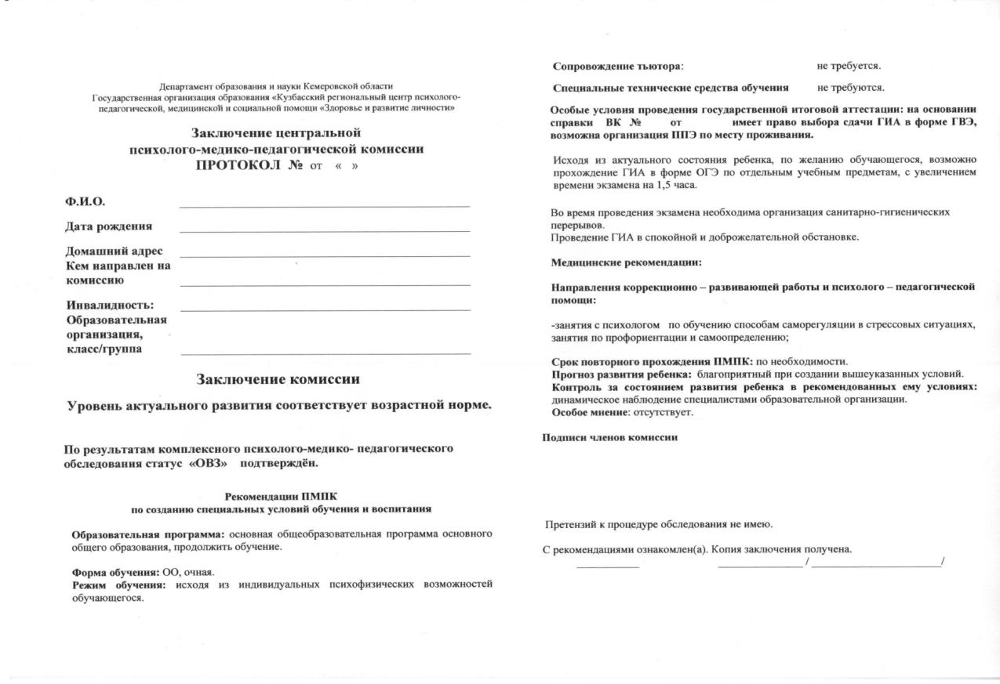 Департамент образования и науки Кемеровской области
Государственная организация образования «Кузбасский региональный центр психолого-
педагогической, медицинской и социальной помощи «Здоровье и развитие личности»
Заключение центральной
психолого-медико-педагогической комиссии
ПРОТОКОЛ № от « »
Ф.И.О.
Дата рождения
Домашний адрес
Кем направлен на
комиссию
Инвалидность:
Образовательная
организация,
класс/группа
Заключение комиссии
Уровень актуального развития соответствует возрастной норме.
По результатам комплексного психолого-медико- педагогического
обследования статус «ОВЗ» подтверждён.
Рекомендации ПМПК
по созданию специальных условий обучения и воспитания
Образовательная программа: основная общеобразовательная программа основного
общего образования, продолжить обучение.
Форма обучения: ОО, очная.
Режим обучения: исходя из индивидуальных психофизических возможностей
обучающегося.
Сопровождение тьютора: не требуется.
Специальные технические средства обучения не требуются.
Особые условия проведения государственной итоговой аттестации: на основании
справки ВК № от имеет право выбора сдачи ГИА в форме ГВЭ,
возможна организация ППЭ по месту проживания.
Исходя из актуального состояния ребенка, по желанию обучающегося, возможно
прохождение ГИА в форме ОГЭ по отдельным учебным предметам, с увеличением
времени экзамена на 1,5 часа.
Во время проведения экзамена необходима организация санитарно-гигиенических
перерывов.
Проведение ГИА в спокойной и доброжелательной обстановке.
Медицинские рекомендации:
Направления коррекционно – развивающей работы и психолого – педагогической
помощи:
-занятия с психологом по обучению способам саморегуляции в стрессовых ситуациях,
занятия по профориентации и самоопределению;
Срок повторного прохождения ПМПК: по необходимости.
Прогноз развития ребенка: благоприятный при создании вышеуказанных условий.
Контроль за состоянием развития ребенка в рекомендованных ему условиях:
динамическое наблюдение специалистами образовательной организации.
Особое мнение: отсутствует.
Подписи членов комиссии
Претензий к процедуре обследования не имею.
С рекомендациями ознакомлен(а). Копия заключения получена.
/ /